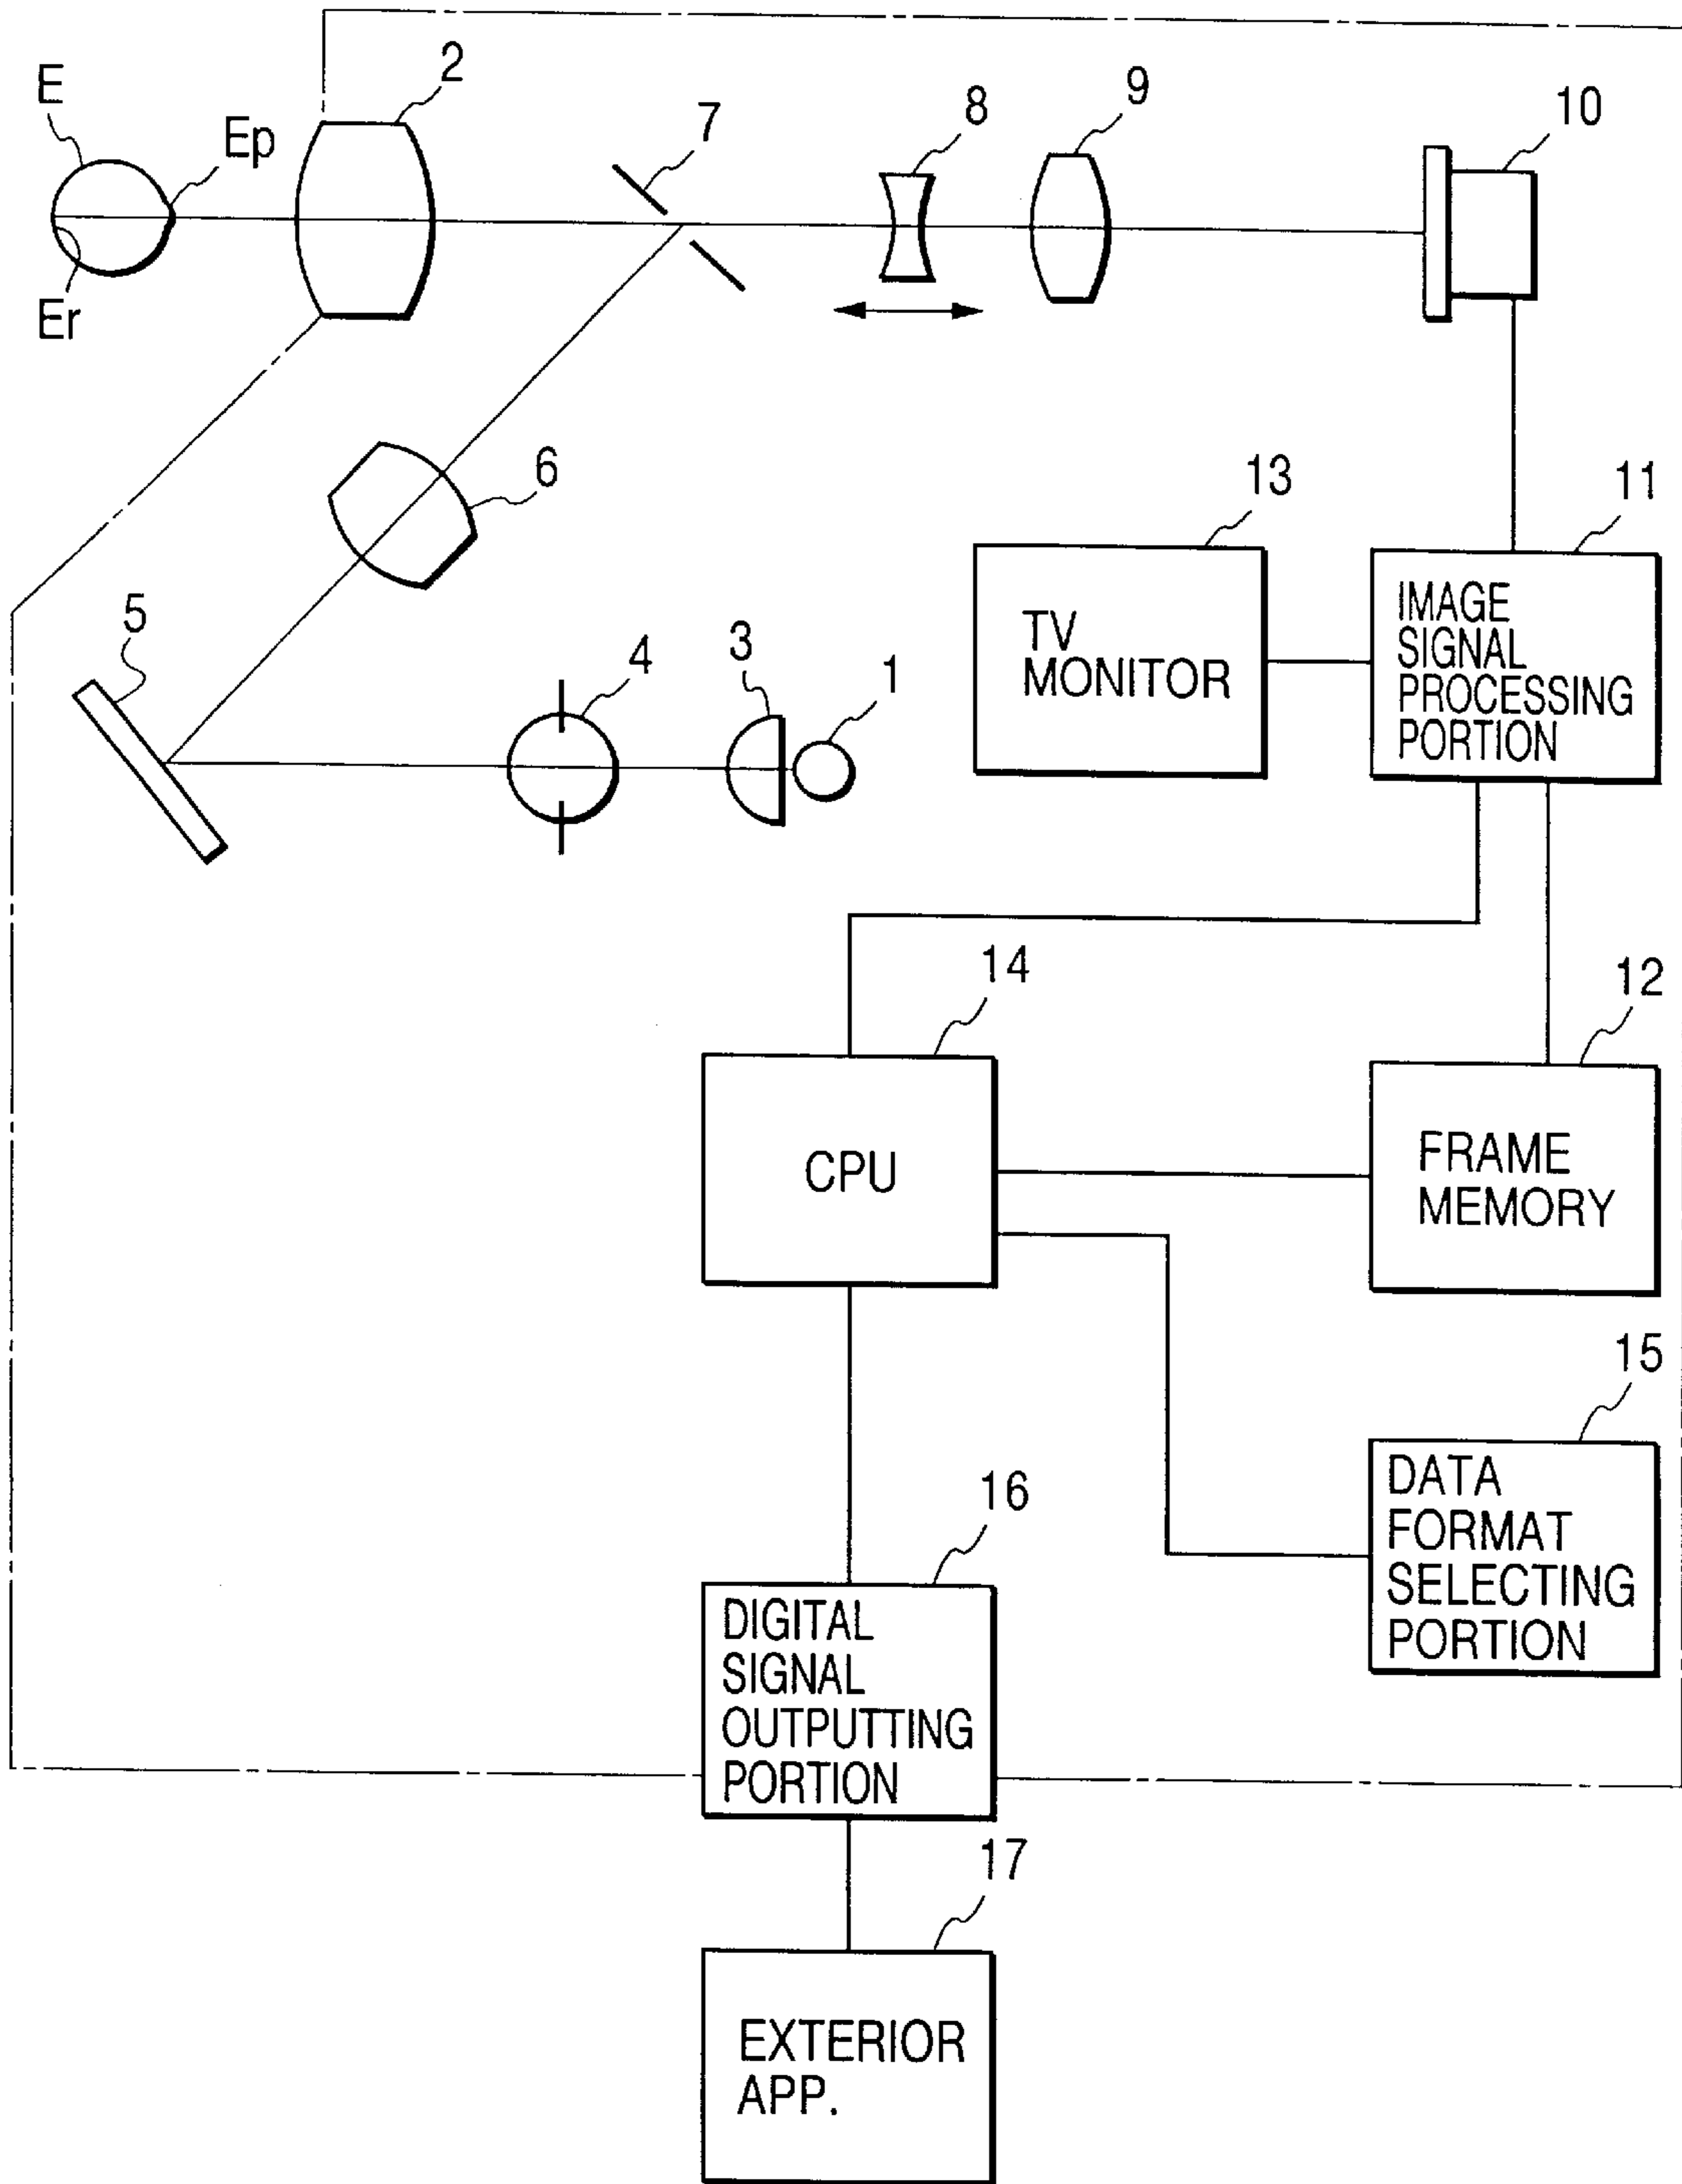 E
Ep
Er
2
7
8
9
10
6
5
4
3
1
13
TV
MONITOR
11
IMAGE
SIGNAL
PROCESSING
PORTION
14
CPU
12
FRAME
MEMORY
15
DATA
FORMAT
SELECTING
PORTION
16
DIGITAL
SIGNAL
OUTPUTTING
PORTION
17
EXTERIOR
APP.